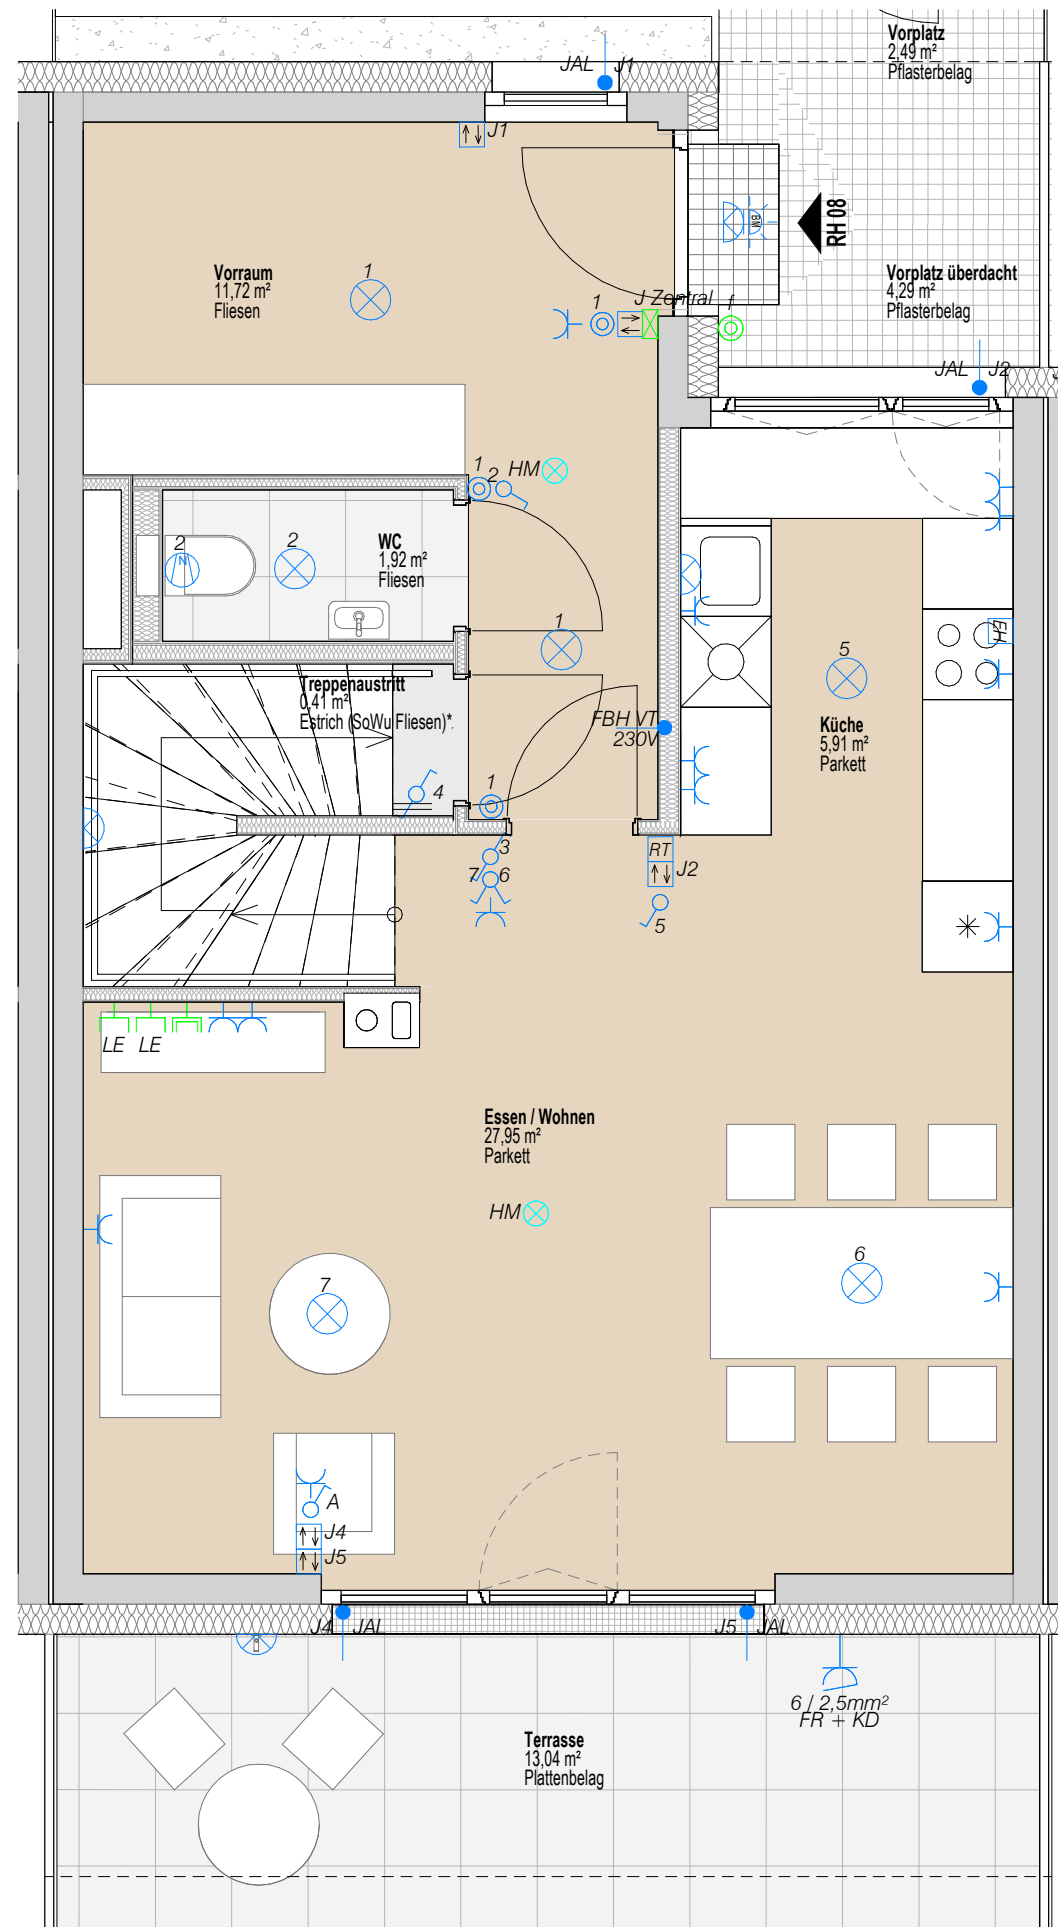 Vorplatz
2,49 m²
Pflasterbelag
JAL J1
J1
RH 08
BM
Vorraum
11,72 m²
Fliesen
1
Vorplatz überdacht
4,29 m²
Pflasterbelag
1
J Zentral
f
JAL J2
1
2
HM
WC
1,92 m²
Fliesen
2
2
N
1
EH
5
Treppenaustritt
0,41 m²
Estrich (SoWu Fliesen)*.
FBH VT
230V
Küche
5,91 m²
Parkett
4
1
3
7 6
RT
J2
5
LE LE
Essen / Wohnen
27,95 m²
Parkett
HM
6
7
A
J4
J5
J4 JAL
J5 JAL
6 / 2,5mm²
FR + KD
Terrasse
13,04 m²
Plattenbelag